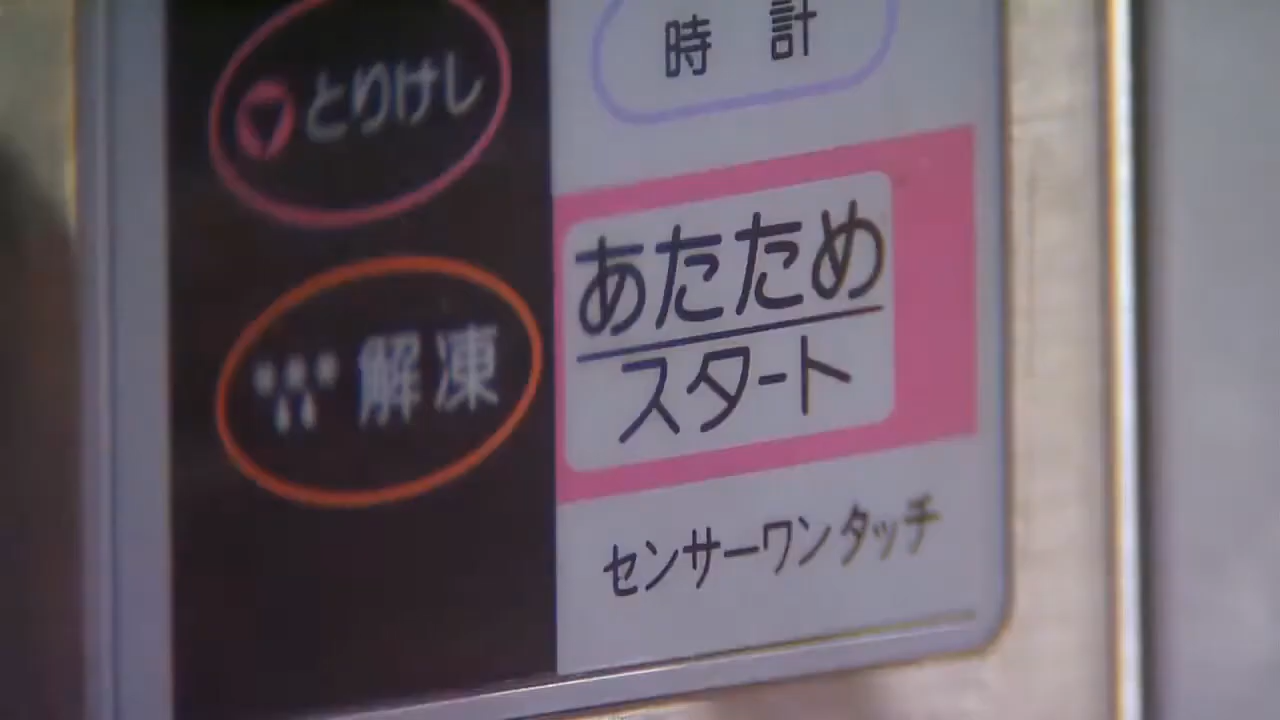 とりけし
時計
解凍
あたため
スタート
センサーワンタッチ